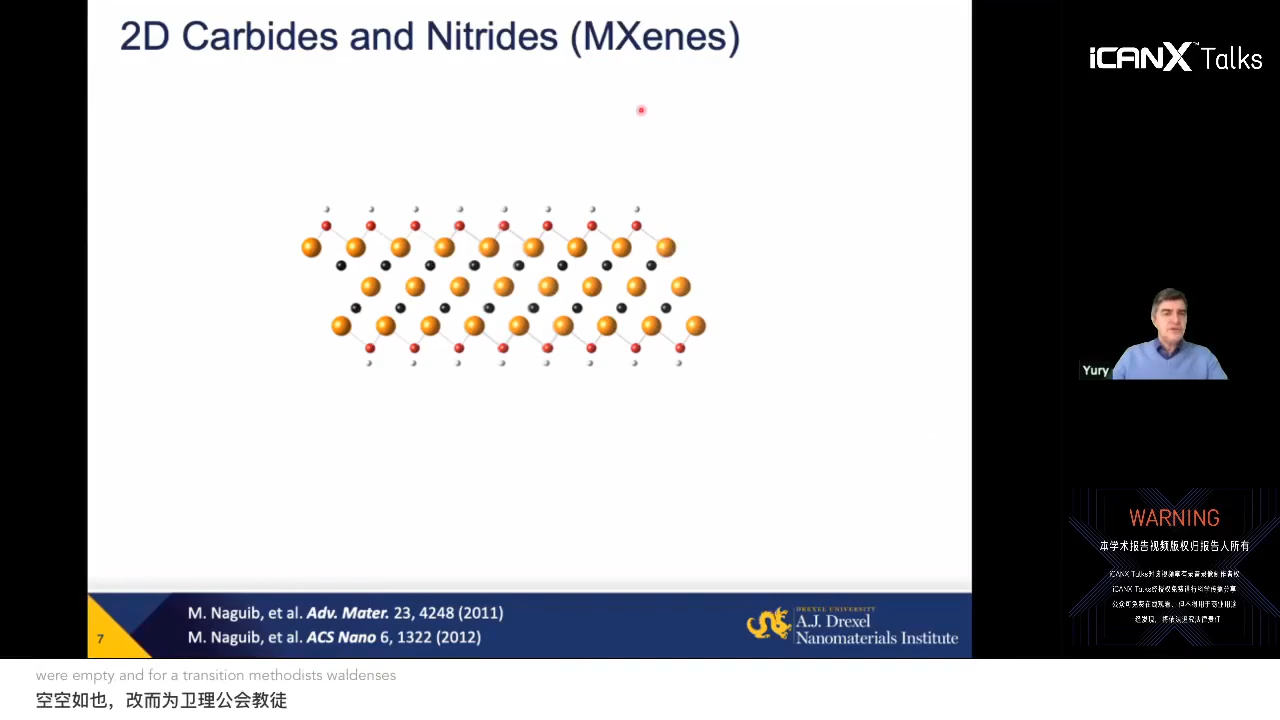 2D Carbides and Nitrides (MXenes)
iCANX™ Talks
Yury
WARNING
本学术报告视频版权归报告人所有
M. Naguib, et al. Adv. Mater. 23, 4248 (2011)
M. Naguib, et al. ACS Nano 6, 1322 (2012)
7
DREXEL UNIVERSITY
A.J. Drexel
Nanomaterials Institute
were empty and for a transition methodists waldenses
空空如也，改而为卫理公会教徒